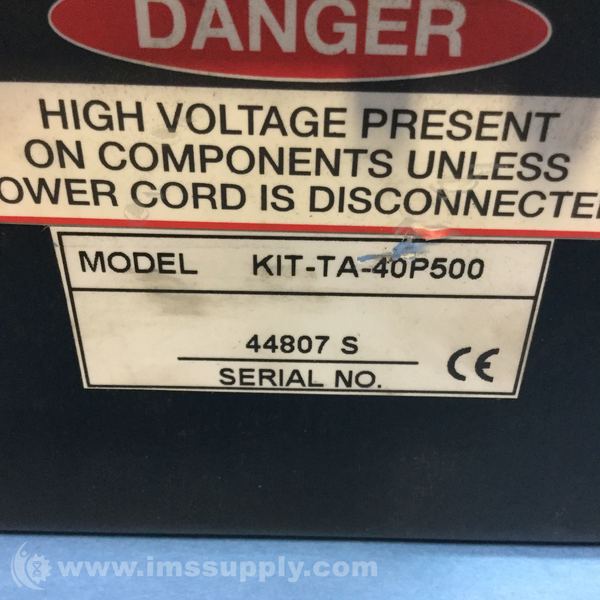 DANGER
HIGH VOLTAGE PRESENT
ON COMPONENTS UNLESS
OWER CORD IS DISCONNECTE
MODEL KIT-TA-40P500
44807 S
SERIAL NO. CE
www.imssupply.com